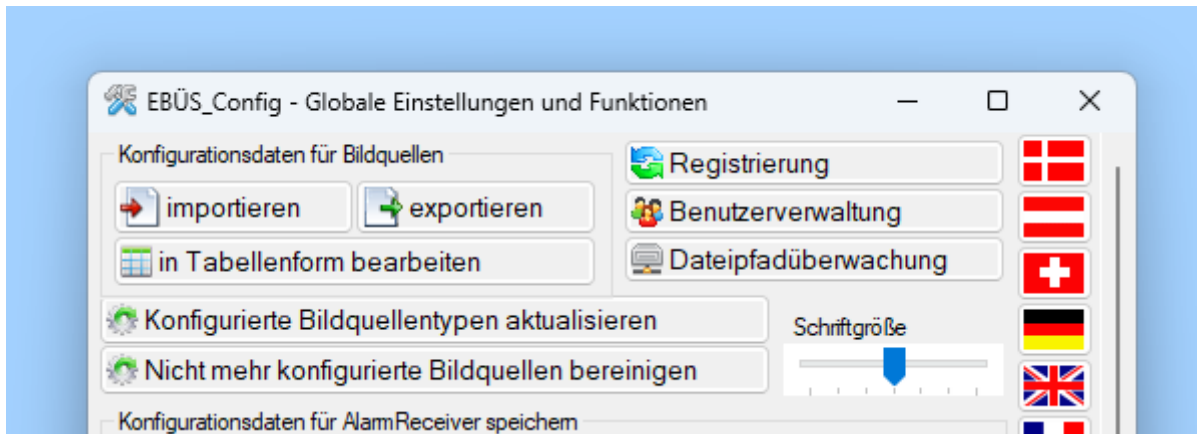 EBÜS_Config - Globale Einstellungen und Funktionen
Konfigurationsdaten für Bildquellen
importieren
exportieren
in Tabellenform bearbeiten
Registrierung
Benutzerverwaltung
Dateipfadüberwachung
Konfigurierte Bildquellentypen aktualisieren
Nicht mehr konfigurierte Bildquellen bereinigen
Schriftgröße
Konfigurationsdaten für AlarmReceiver speichern